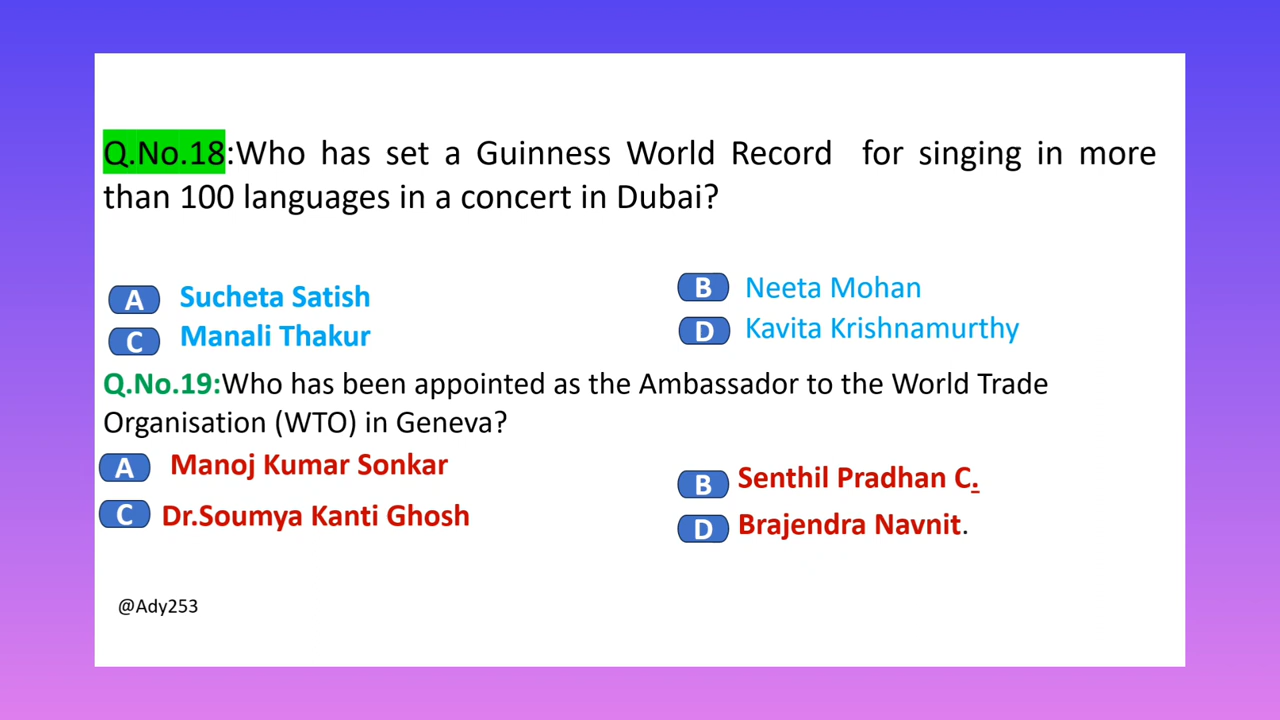 Q.No.18:Who has set a Guinness World Record for singing in more
than 100 languages in a concert in Dubai?
A Sucheta Satish
B Neeta Mohan
C Manali Thakur
D Kavita Krishnamurthy
Q.No.19:Who has been appointed as the Ambassador to the World Trade
Organisation (WTO) in Geneva?
A Manoj Kumar Sonkar
B Senthil Pradhan C.
C Dr.Soumya Kanti Ghosh
D Brajendra Navnit.
@Ady253